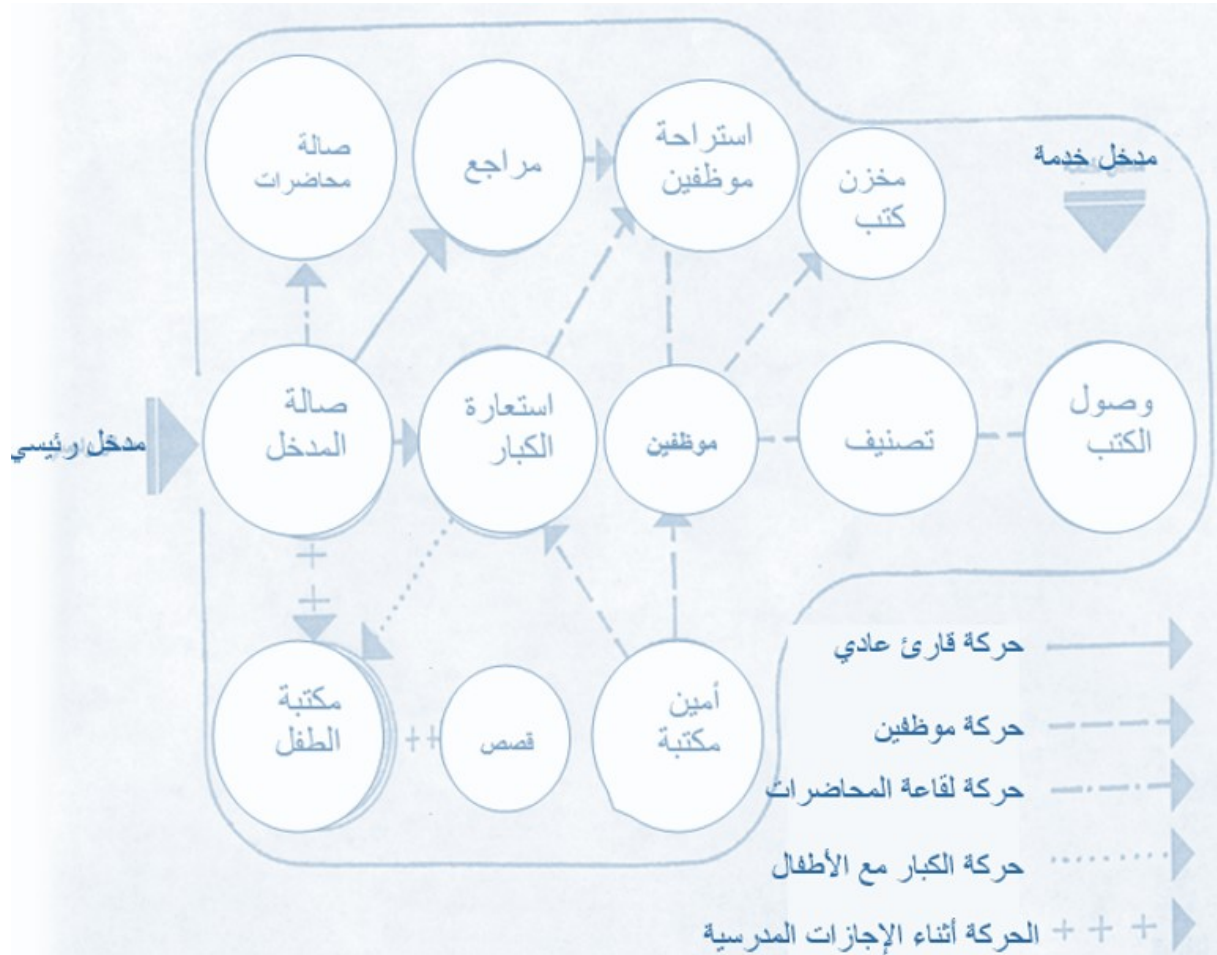 صالة
محاضرات
مراجع
استراحة
موظفين
مخزن
كتب
مدخل خدمة
مدخل رئيسي
صالة
المدخل
استعارة
الكبار
موظفين
تصنيف
وصول
الكتب
مكتبة
الطفل
قصص
أمين
مكتبة
حركة قارئ عادي
حركة موظفين
حركة لقاعة المحاضرات
حركة الكبار مع الأطفال
الحركة أثناء الإجازات المدرسية